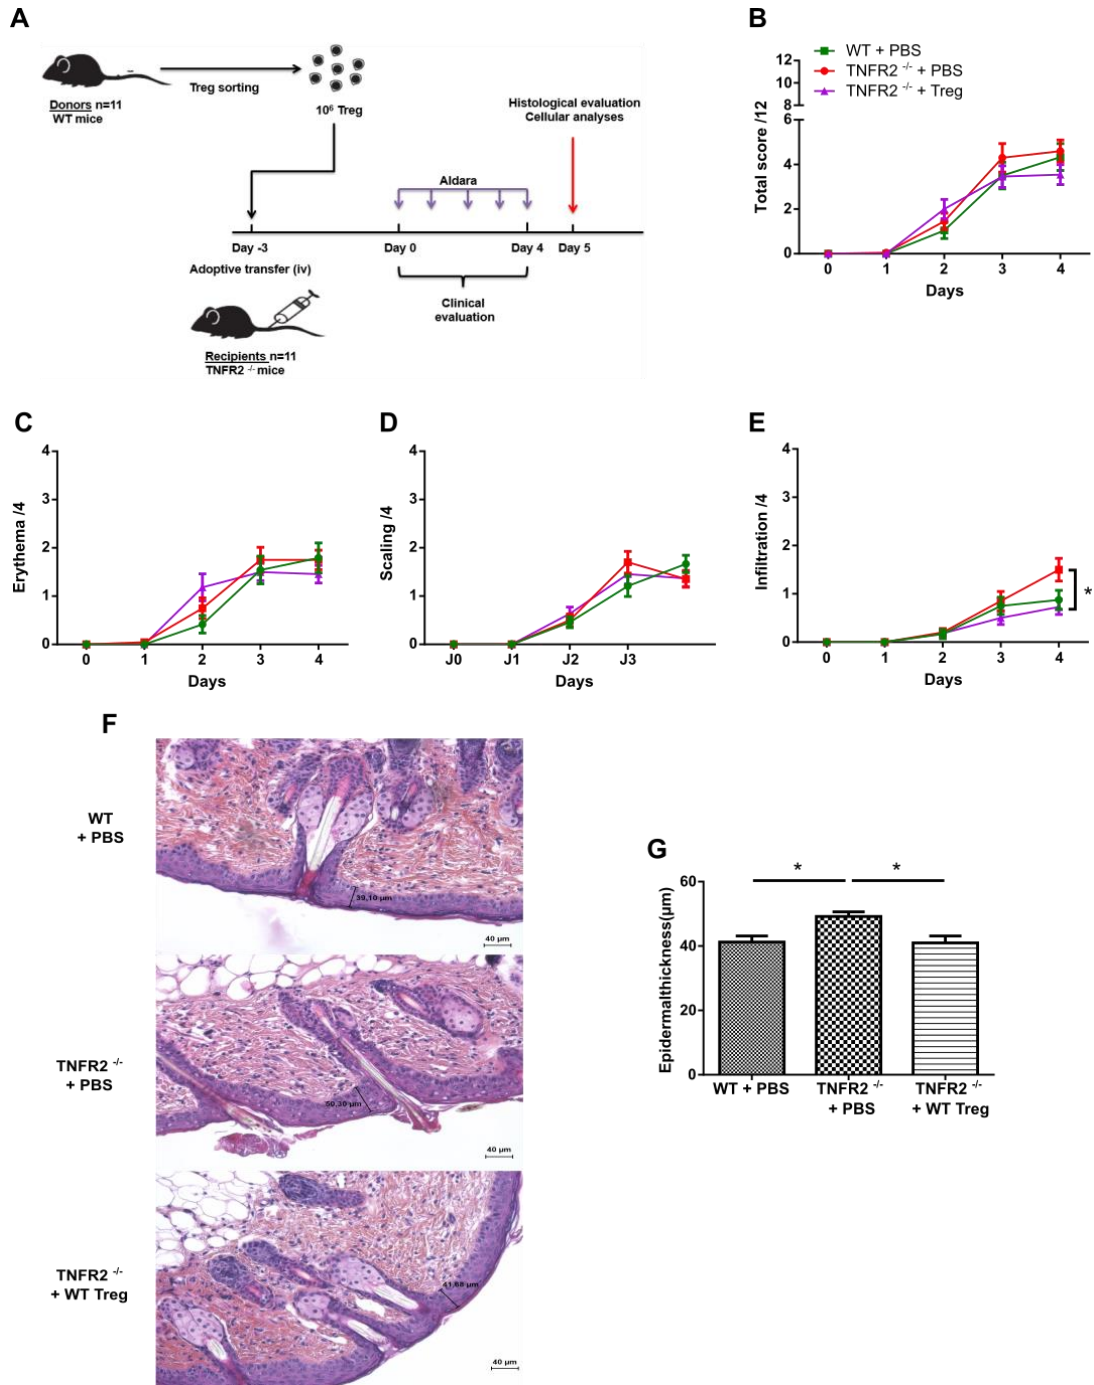 A
Donors n=11
WT mice
Treg sorting
10⁶ Treg
Histological evaluation
Cellular analyses
Aldara
Day -3
Day 0
Day 4
Day 5
Adoptive transfer (iv)
Clinical
evaluation
Recipients n=11
TNFR2 -/- mice
B
WT + PBS
TNFR2 -/- + PBS
TNFR2 -/- + Treg
Total score /12
12
10
8
6
4
2
0
0 1 2 3 4
Days
C
Erythema /4
4
3
2
1
0
0 1 2 3 4
Days
D
Scaling /4
4
3
2
1
0
J0 J1 J2 J3
Days
E
Infiltration /4
4
3
2
1
0
*
0 1 2 3 4
Days
F
WT
+ PBS
39,10 µm
40 µm
TNFR2 -/-
+ PBS
50,30 µm
40 µm
TNFR2 -/-
+ WT Treg
41,68 µm
40 µm
G
Epidermalthickness(µm)
60
40
20
0
* *
WT + PBS
TNFR2 -/-
+ PBS
TNFR2 -/-
+ WT Treg